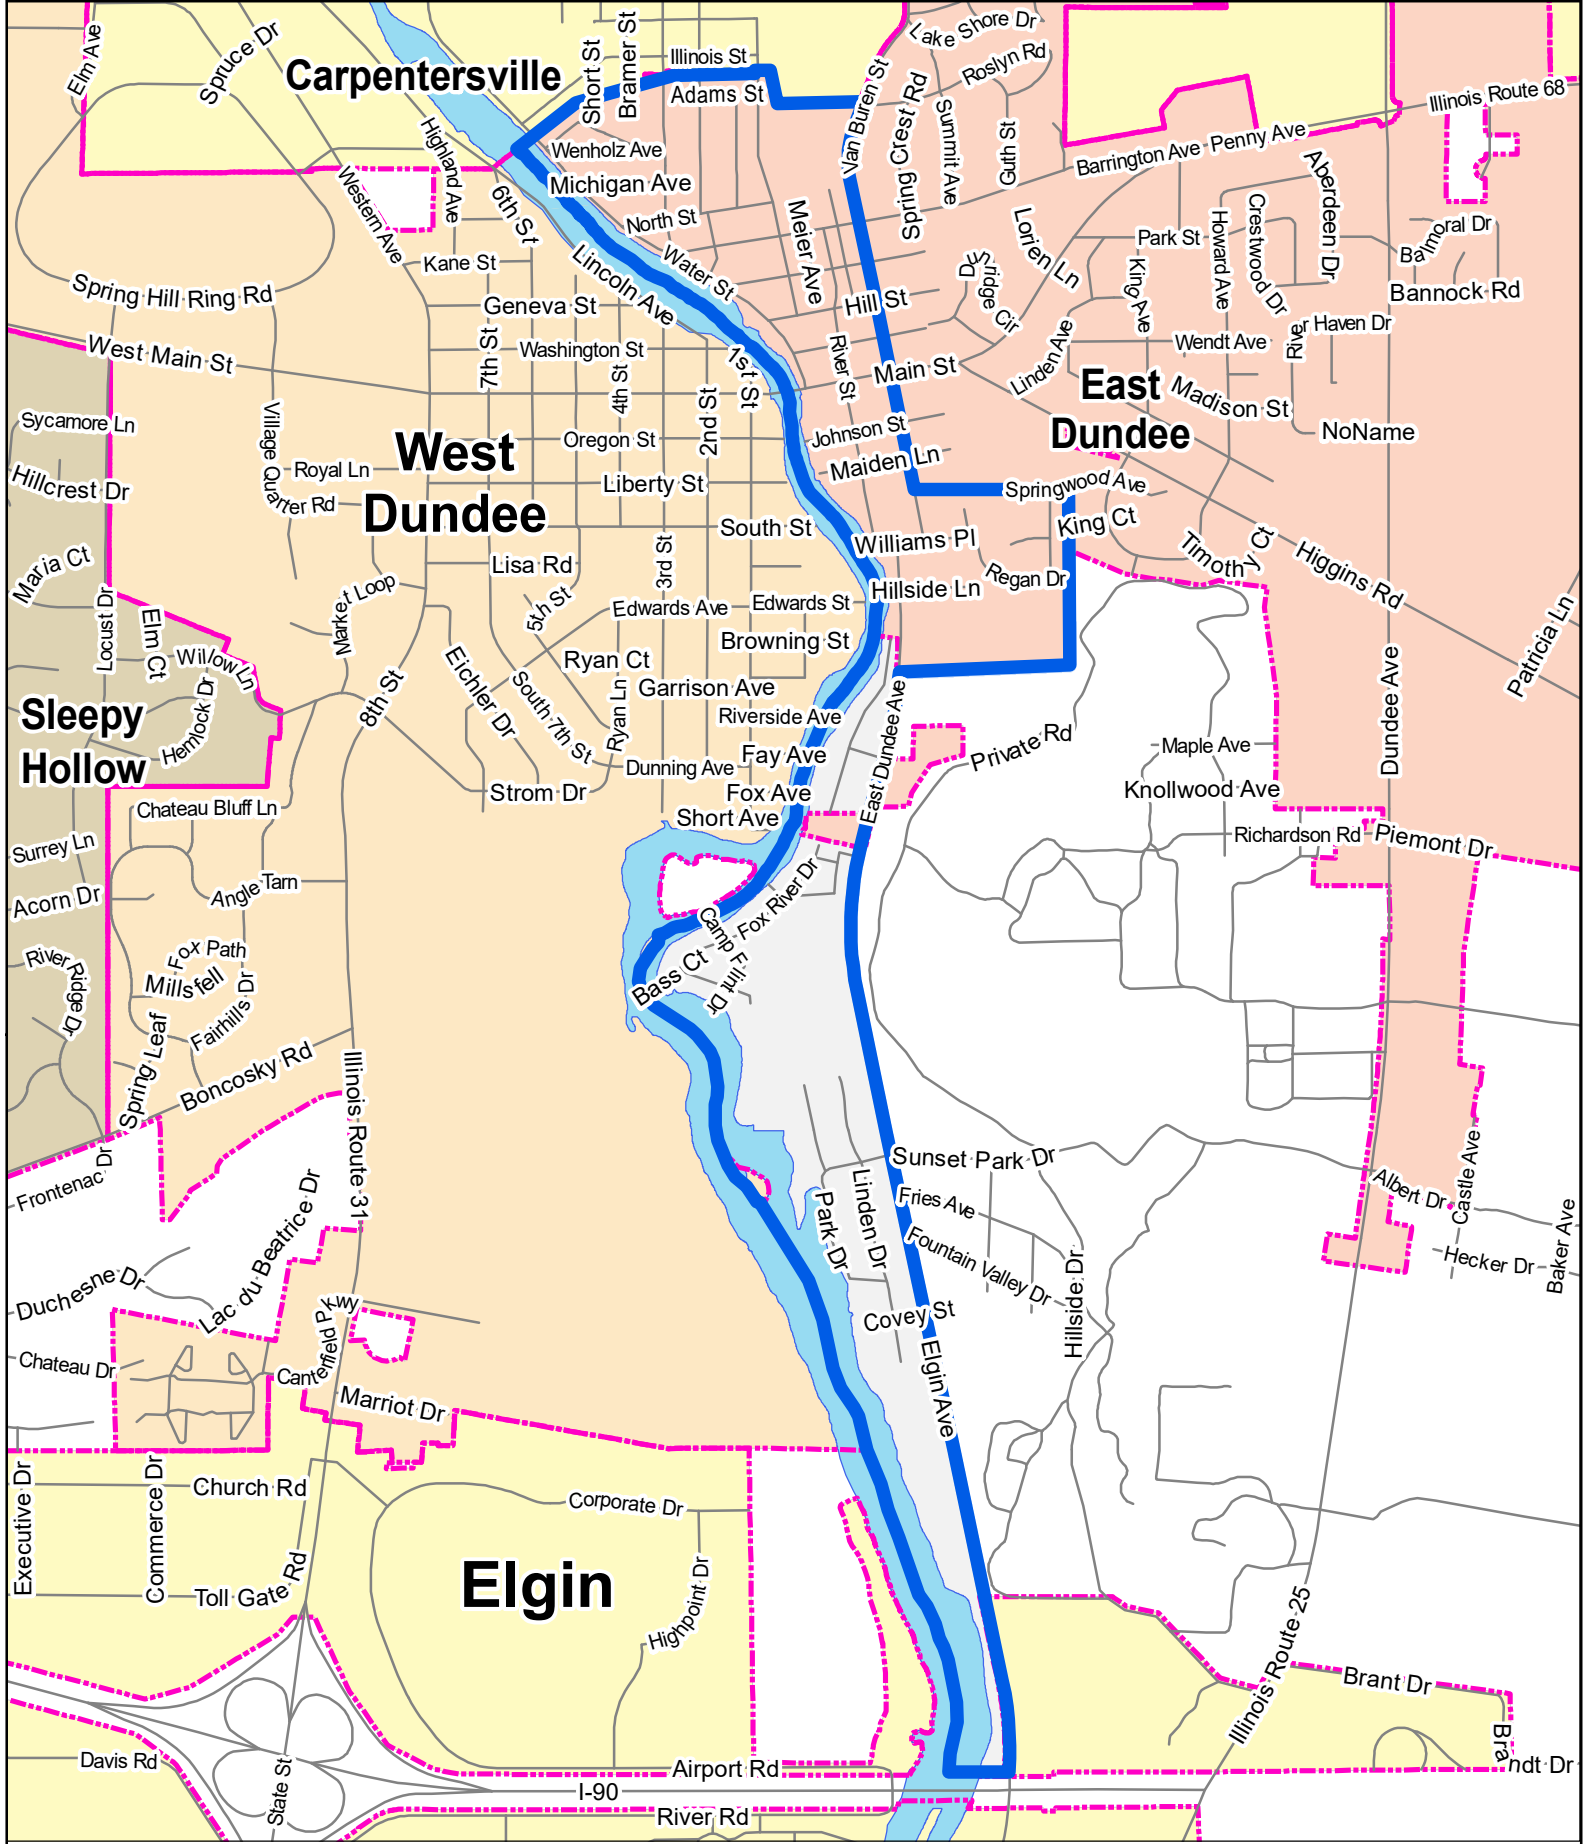 Elm Ave
Spruce Dr
Carpentersville
Short St
Bramer St
Illinois St
Adams St
Van Buren St
Lake Shore Dr
Roslyn Rd
Spring Crest Rd
Summit Ave
Guth St
Illinois Route 68
Barrington Ave
Penny Ave
Aberdeen Dr
Highland Ave
Western Ave
Wenholz Ave
Michigan Ave
6th St
North St
Meier Ave
Water St
Lincoln Ave
Kane St
Geneva St
Spring Hill Ring Rd
Lorien Ln
Dunridge Cir
Park St
King Ave
Howard Ave
Crestwood Dr
Balmoral Dr
Bannock Rd
River Haven Dr
Wendt Ave
Hill St
River St
Main St
Linden Ave
East
Dundee
Madison St
NoName
West Main St
7th St
Washington St
4th St
1st St
2nd St
Sycamore Ln
Village Quarter Rd
Royal Ln
West
Dundee
Oregon St
Liberty St
Johnson St
Maiden Ln
Springwood Ave
King Ct
Hillcrest Dr
South St
Williams Pl
Regan Dr
Timothy Ct
Higgins Rd
Maria Ct
Lisa Rd
3rd St
Hillside Ln
Market Loop
5th St
Edwards Ave
Edwards St
Locust Dr
Elm Ct
Willow Ln
Browning St
Patricia Ln
Eichler Dr
Ryan Ct
Garrison Ave
South 7th St
Ryan Ln
8th St
Riverside Ave
Sleepy
Hollow
Hemlock Dr
Dundee Ave
East Dundee Ave
Private Rd
Maple Ave
Fay Ave
Dunning Ave
Knollwood Ave
Strom Dr
Fox Ave
Short Ave
Chateau Bluff Ln
Richardson Rd
Piemont Dr
Surrey Ln
Angle Tarn
Acorn Dr
Fox River Dr
Camp Flint Dr
Bass Ct
Fox Path
Millsfell
Fairhills Dr
River Ridge Dr
Spring Leaf
Boncosky Rd
Illinois Route 31
Frontenac Dr
Sunset Park Dr
Linden Dr
Park Dr
Fries Ave
Fountain Valley Dr
Hillside Dr
Albert Dr
Castle Ave
Hecker Dr
Baker Ave
Lac du Beatrice Dr
Duchesne Dr
Canterfield Pkwy
Covey St
Elgin Ave
Chateau Dr
Marriot Dr
Executive Dr
Commerce Dr
Church Rd
Corporate Dr
Elgin
Toll Gate Rd
Highpoint Dr
Illinois Route 25
Brant Dr
Brandt Dr
Davis Rd
State St
Airport Rd
I-90
River Rd